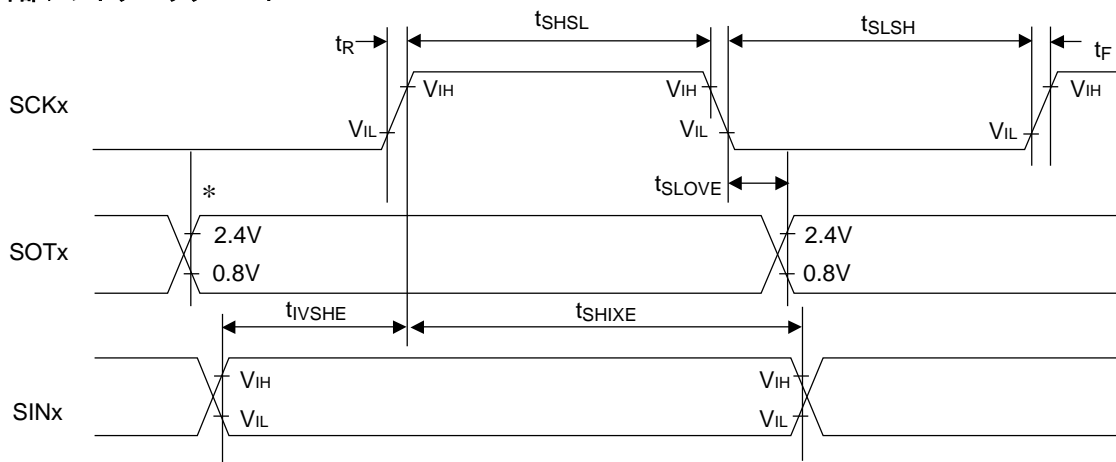 tSHSL
tSLSH
tR
tF
SCKx
VIH
VIH
VIH
VIL
VIL
VIL
*
tSLOVE
SOTx
2.4V
2.4V
0.8V
0.8V
tIVSHE
tSHIXE
SINx
VIH
VIH
VIL
VIL